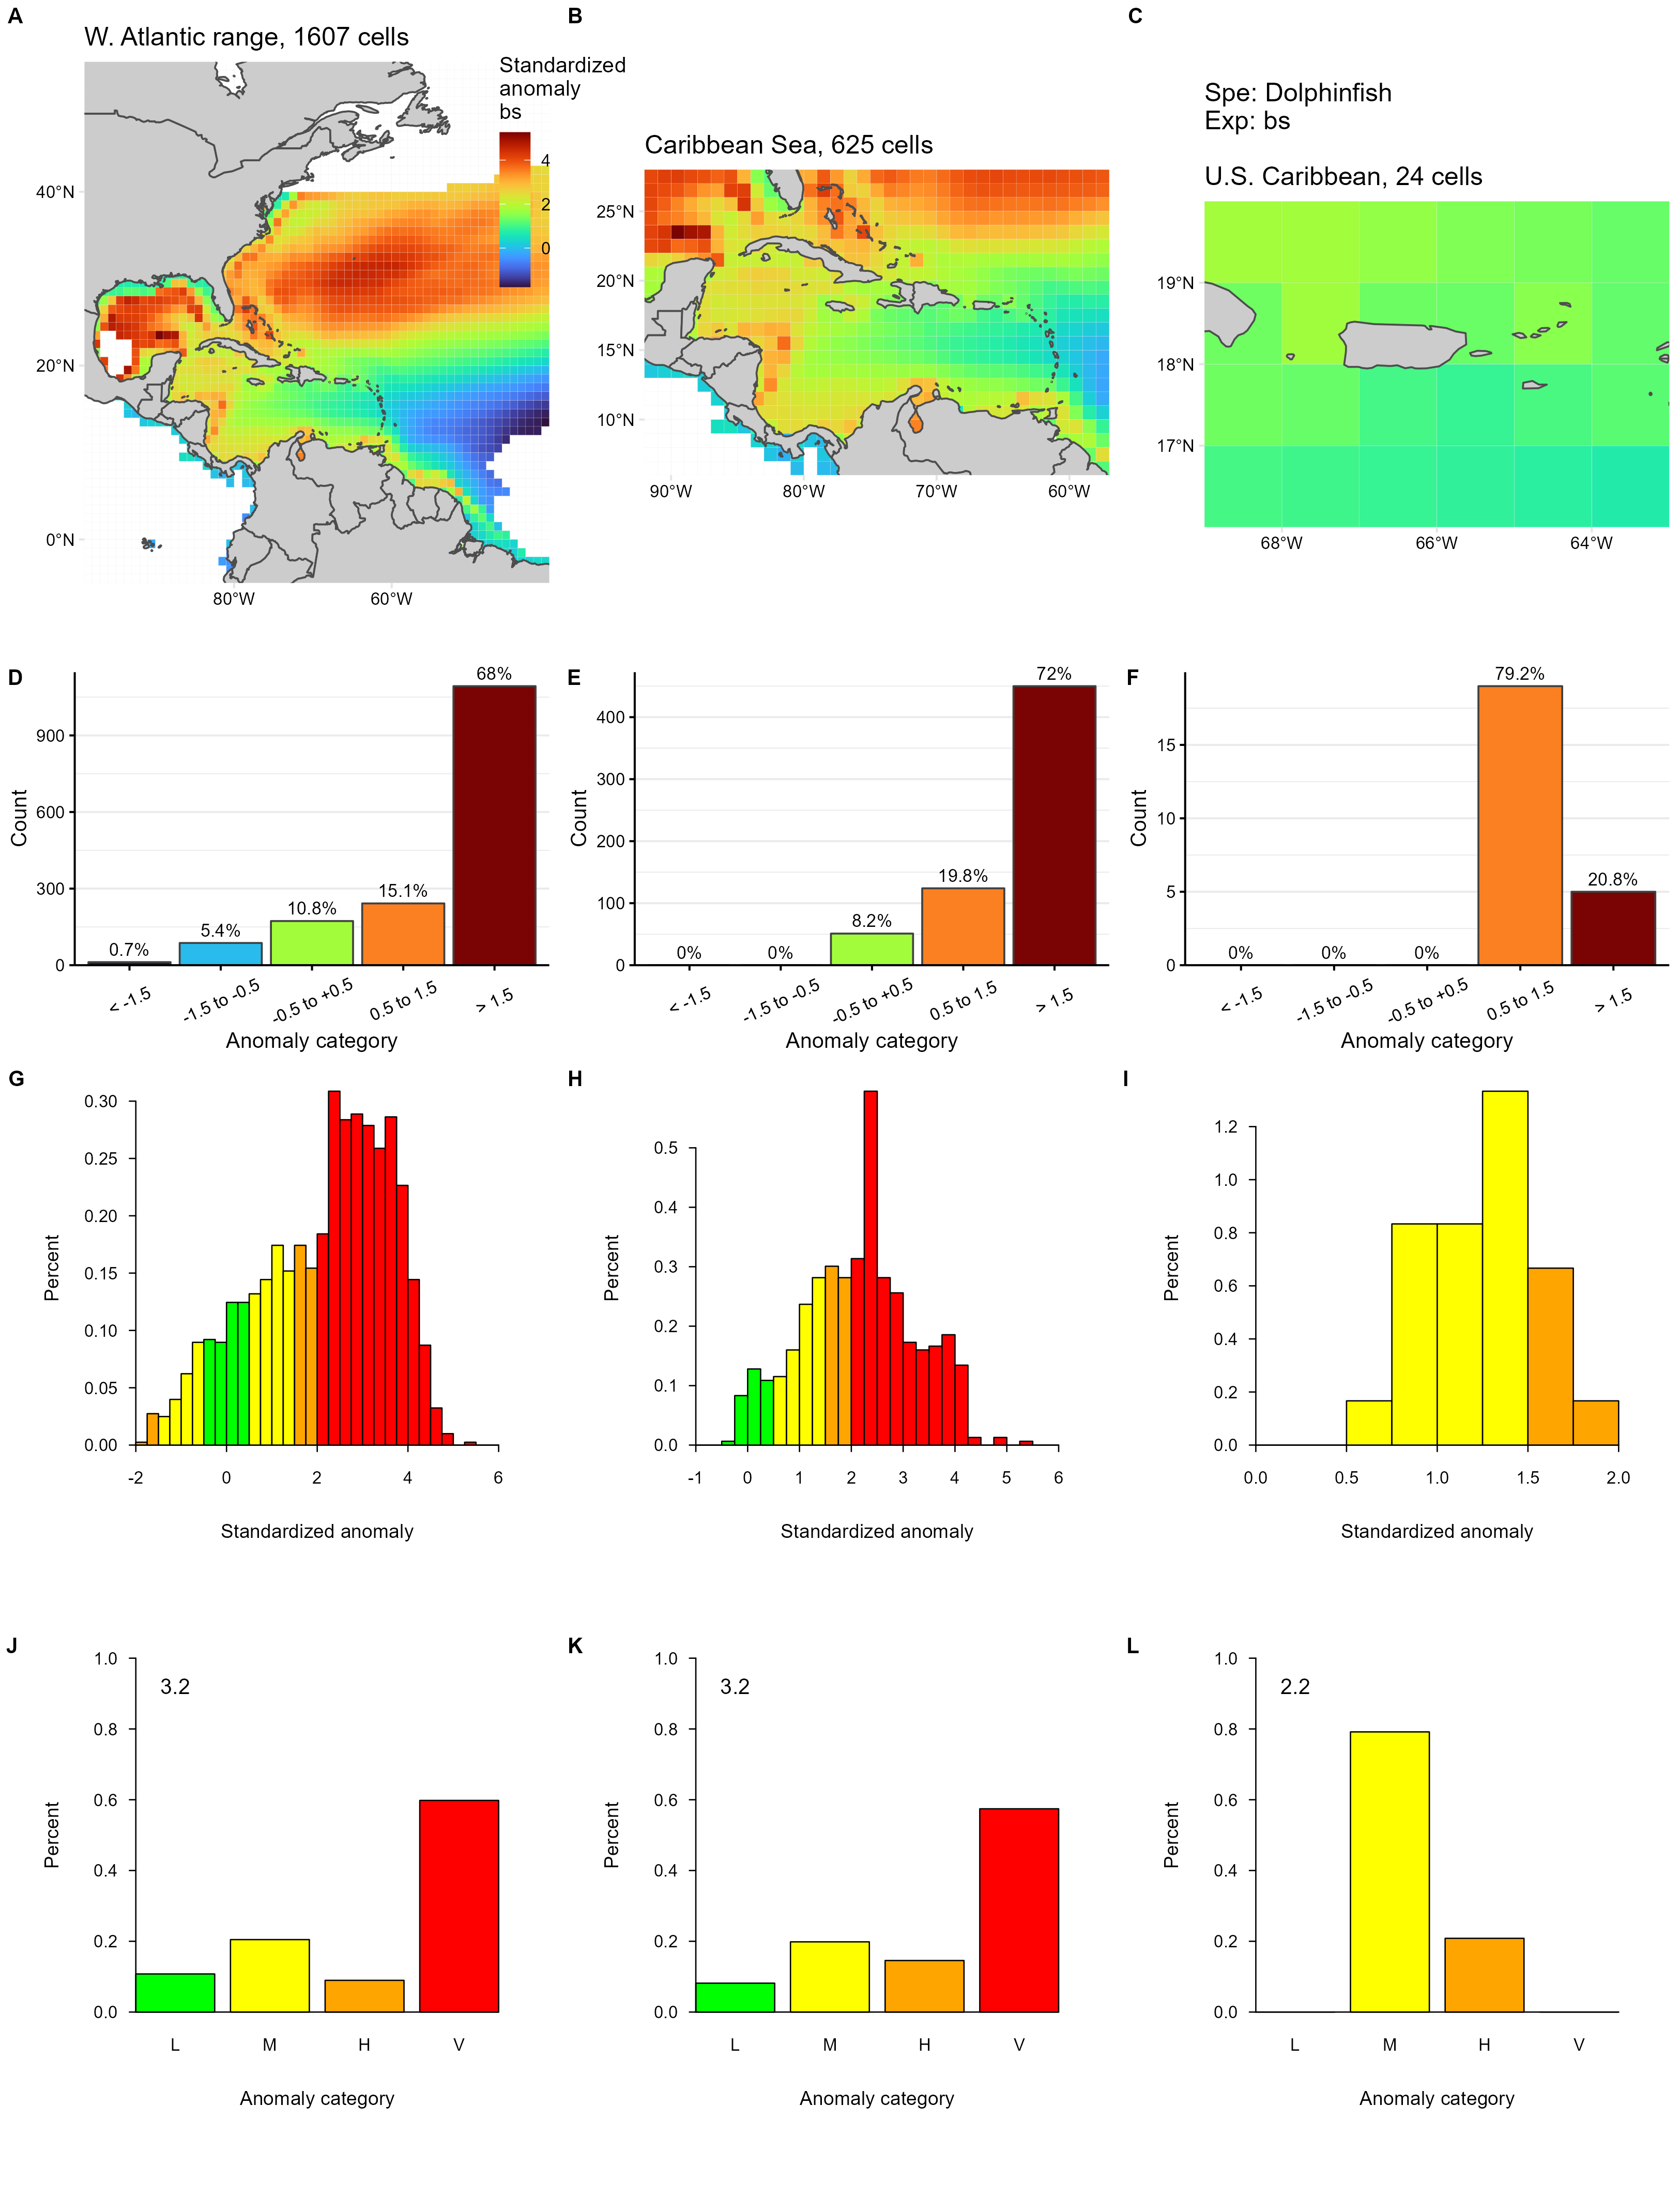 A
B
C
W. Atlantic range, 1607 cells
Standardized
anomaly
bs
4
2
0
40°N
20°N
0°N
80°W
60°W
Caribbean Sea, 625 cells
25°N
20°N
15°N
10°N
90°W
80°W
70°W
60°W
Spe: Dolphinfish
Exp: bs
U.S. Caribbean, 24 cells
19°N
18°N
17°N
68°W
66°W
64°W
D
Count
900
600
300
0
0.7%
5.4%
10.8%
15.1%
68%
< -1.5
-1.5 to -0.5
-0.5 to +0.5
0.5 to 1.5
> 1.5
Anomaly category
E
Count
400
300
200
100
0
0%
0%
8.2%
19.8%
72%
< -1.5
-1.5 to -0.5
-0.5 to +0.5
0.5 to 1.5
> 1.5
Anomaly category
F
Count
15
10
5
0
0%
0%
0%
79.2%
20.8%
< -1.5
-1.5 to -0.5
-0.5 to +0.5
0.5 to 1.5
> 1.5
Anomaly category
G
Percent
0.30
0.25
0.20
0.15
0.10
0.05
0.00
-2
0
2
4
6
Standardized anomaly
H
Percent
0.5
0.4
0.3
0.2
0.1
0.0
-1
0
1
2
3
4
5
6
Standardized anomaly
I
Percent
1.2
1.0
0.8
0.6
0.4
0.2
0.0
0.0
0.5
1.0
1.5
2.0
Standardized anomaly
J
3.2
Percent
1.0
0.8
0.6
0.4
0.2
0.0
L
M
H
V
Anomaly category
K
3.2
Percent
1.0
0.8
0.6
0.4
0.2
0.0
L
M
H
V
Anomaly category
L
2.2
Percent
1.0
0.8
0.6
0.4
0.2
0.0
L
M
H
V
Anomaly category